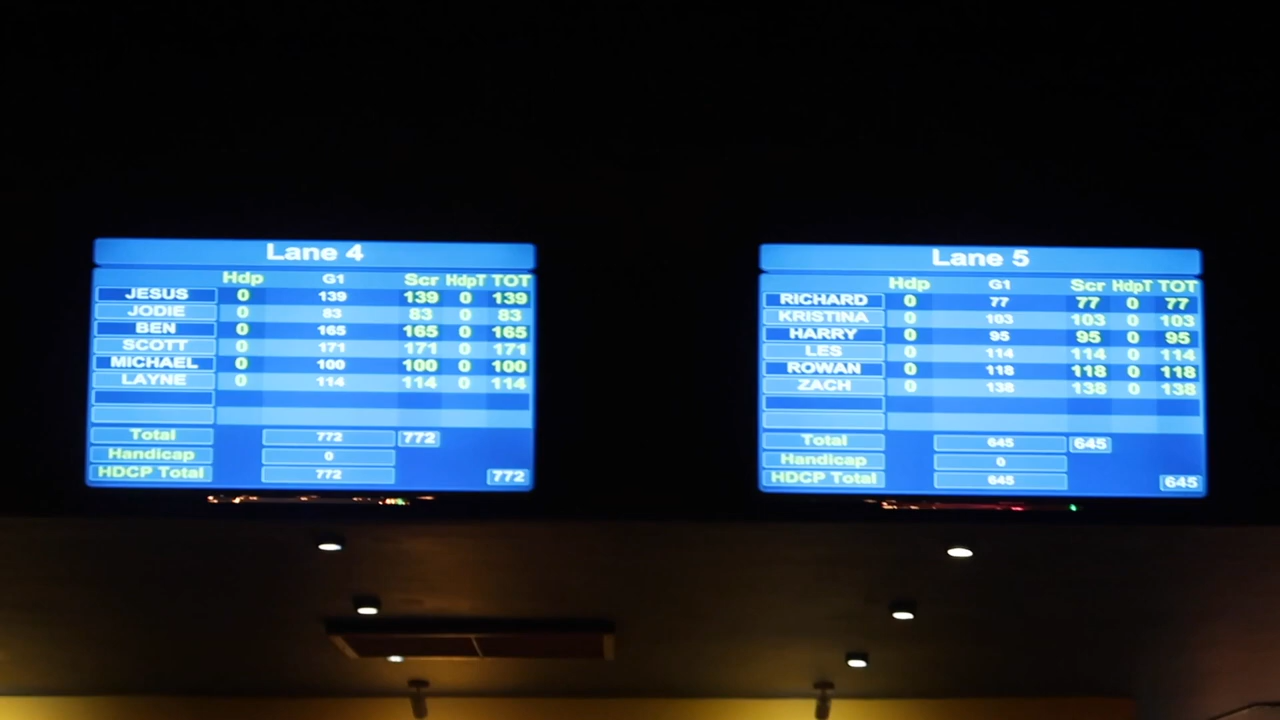 Lane 4
Hdp G1 Scr HdpT TOT
JESUS 0 139 139 0 139
JODIE 0 83 83 0 83
BEN 0 165 165 0 165
SCOTT 0 171 171 0 171
MICHAEL 0 100 100 0 100
LAYNE 0 114 114 0 114
Total 772 772
Handicap 0
HDCP Total 772 772
Lane 5
Hdp G1 Scr HdpT TOT
RICHARD 0 77 77 0 77
KRISTINA 0 103 103 0 103
HARRY 0 95 95 0 95
LES 0 114 114 0 114
ROWAN 0 118 118 0 118
ZACH 0 138 138 0 138
Total 645 645
Handicap 0
HDCP Total 645 645